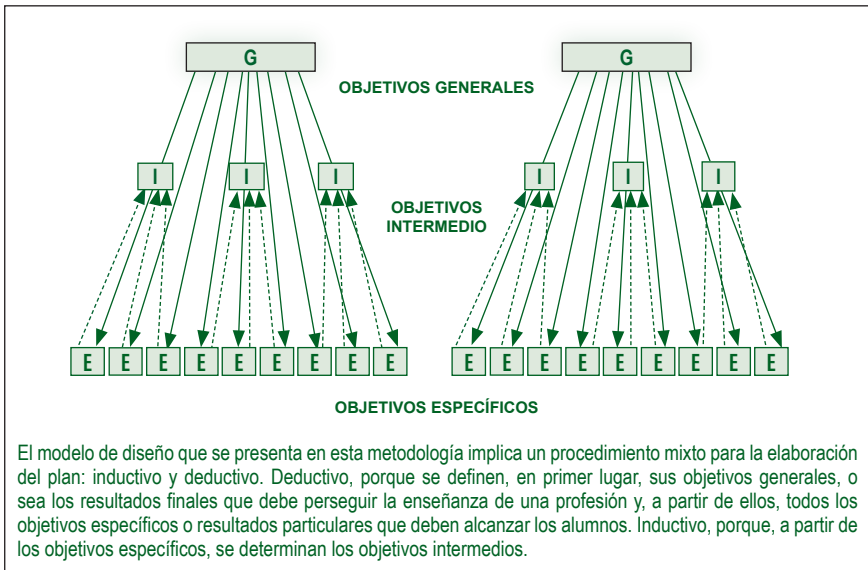 G G
OBJETIVOS GENERALES
I I I I I I
OBJETIVOS
INTERMEDIO
E E E E E E E E E E E E E E E E E E
OBJETIVOS ESPECÍFICOS
El modelo de diseño que se presenta en esta metodología implica un procedimiento mixto para la elaboración
del plan: inductivo y deductivo. Deductivo, porque se definen, en primer lugar, sus objetivos generales, o
sea los resultados finales que debe perseguir la enseñanza de una profesión y, a partir de ellos, todos los
objetivos específicos o resultados particulares que deben alcanzar los alumnos. Inductivo, porque, a partir de
los objetivos específicos, se determinan los objetivos intermedios.